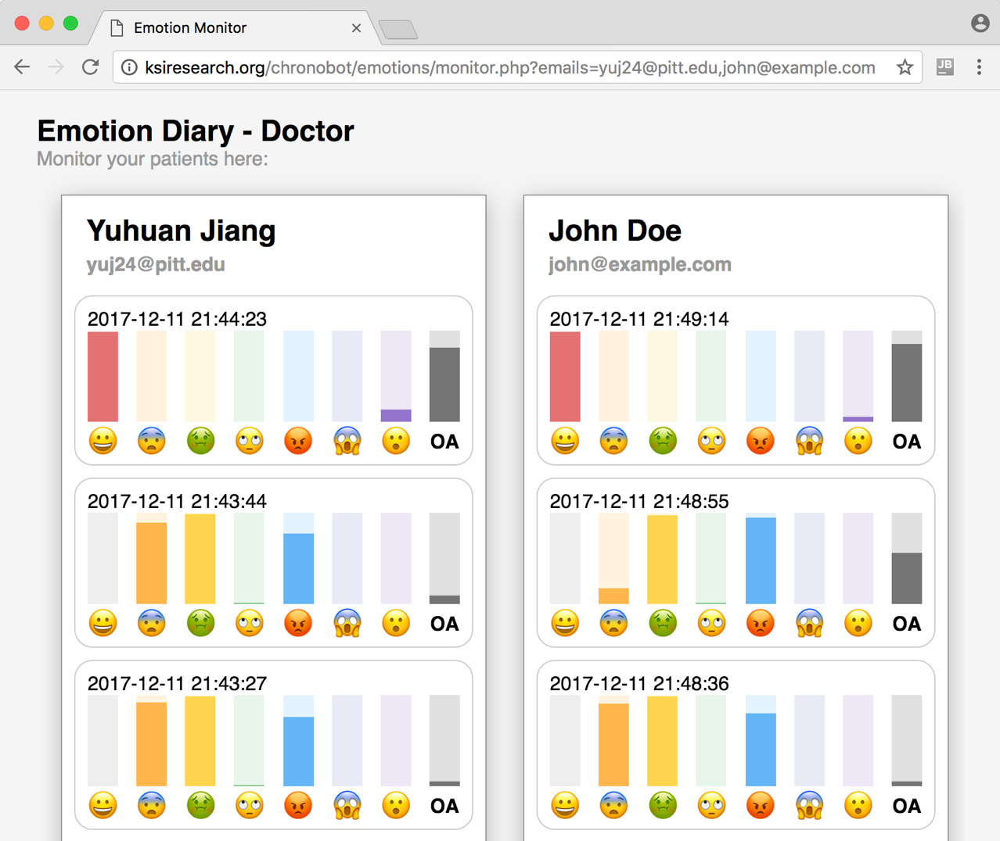 Emotion Monitor
ksiresearch.org/chronobot/emotions/monitor.php?emails=yuj24@pitt.edu,john@example.com
JB
Emotion Diary - Doctor
Monitor your patients here:
Yuhuan Jiang
yuj24@pitt.edu
2017-12-11 21:44:23
OA
2017-12-11 21:43:44
OA
2017-12-11 21:43:27
OA
John Doe
john@example.com
2017-12-11 21:49:14
OA
2017-12-11 21:48:55
OA
2017-12-11 21:48:36
OA